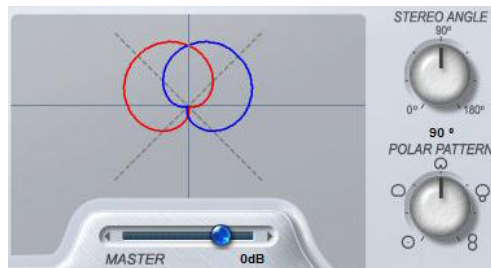 STEREO ANGLE
90°
0°
180°
90 °
POLAR PATTERN
MASTER
0dB